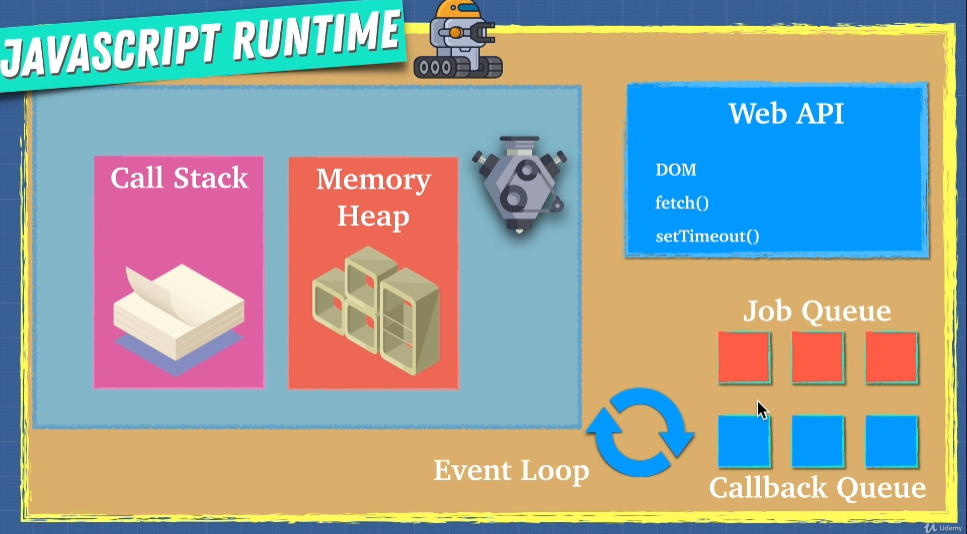 JAVASCRIPT RUNTIME
Call Stack
Memory
Heap
Web API
DOM
fetch()
setTimeout()
Job Queue
Event Loop
Callback Queue
Udemy